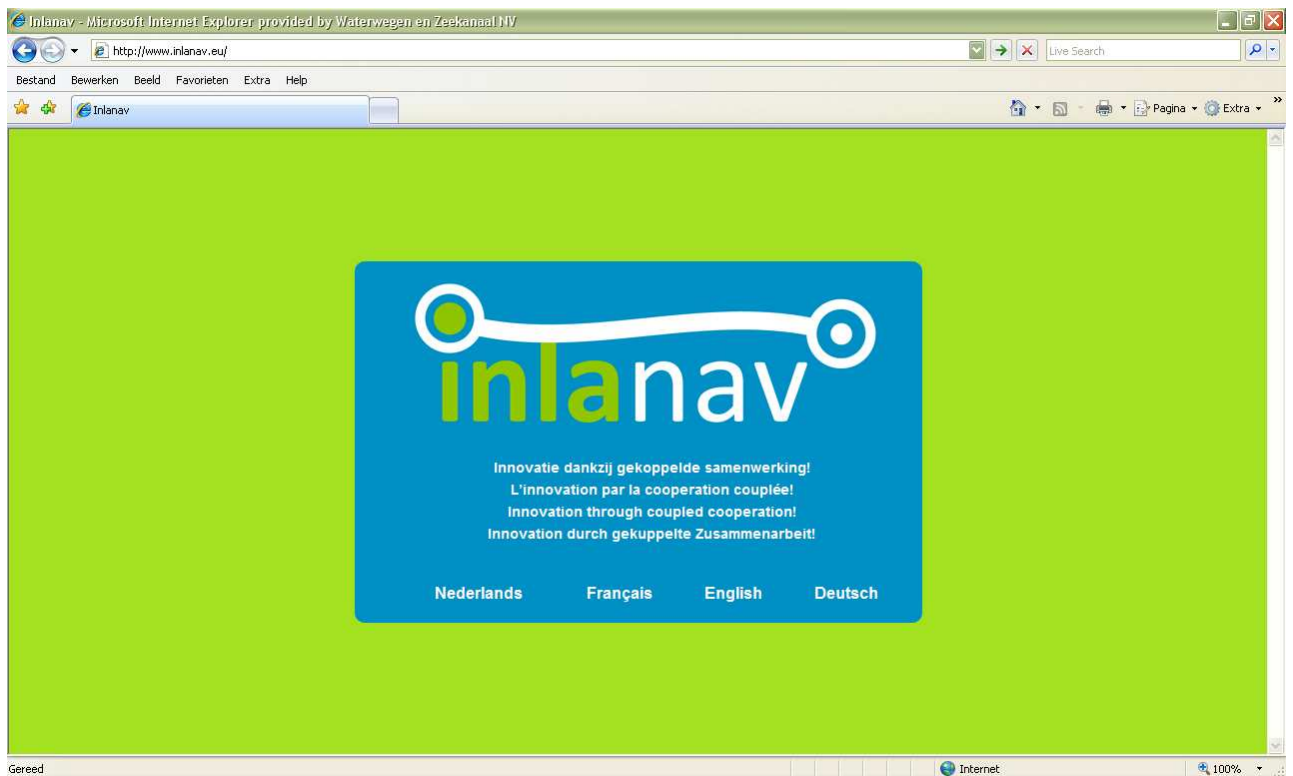 Inlanav - Microsoft Internet Explorer provided by Waterwegen en Zeekanaal NV
http://www.inlanav.eu/
Live Search
Bestand Bewerken Beeld Favorieten Extra Help
Inlanav
Pagina Extra »
inlanav
Innovatie dankzij gekoppelde samenwerking!
L'innovation par la cooperation couplée!
Innovation through coupled cooperation!
Innovation durch gekuppelte Zusammenarbeit!
Nederlands Français English Deutsch
Gereed Internet 100%